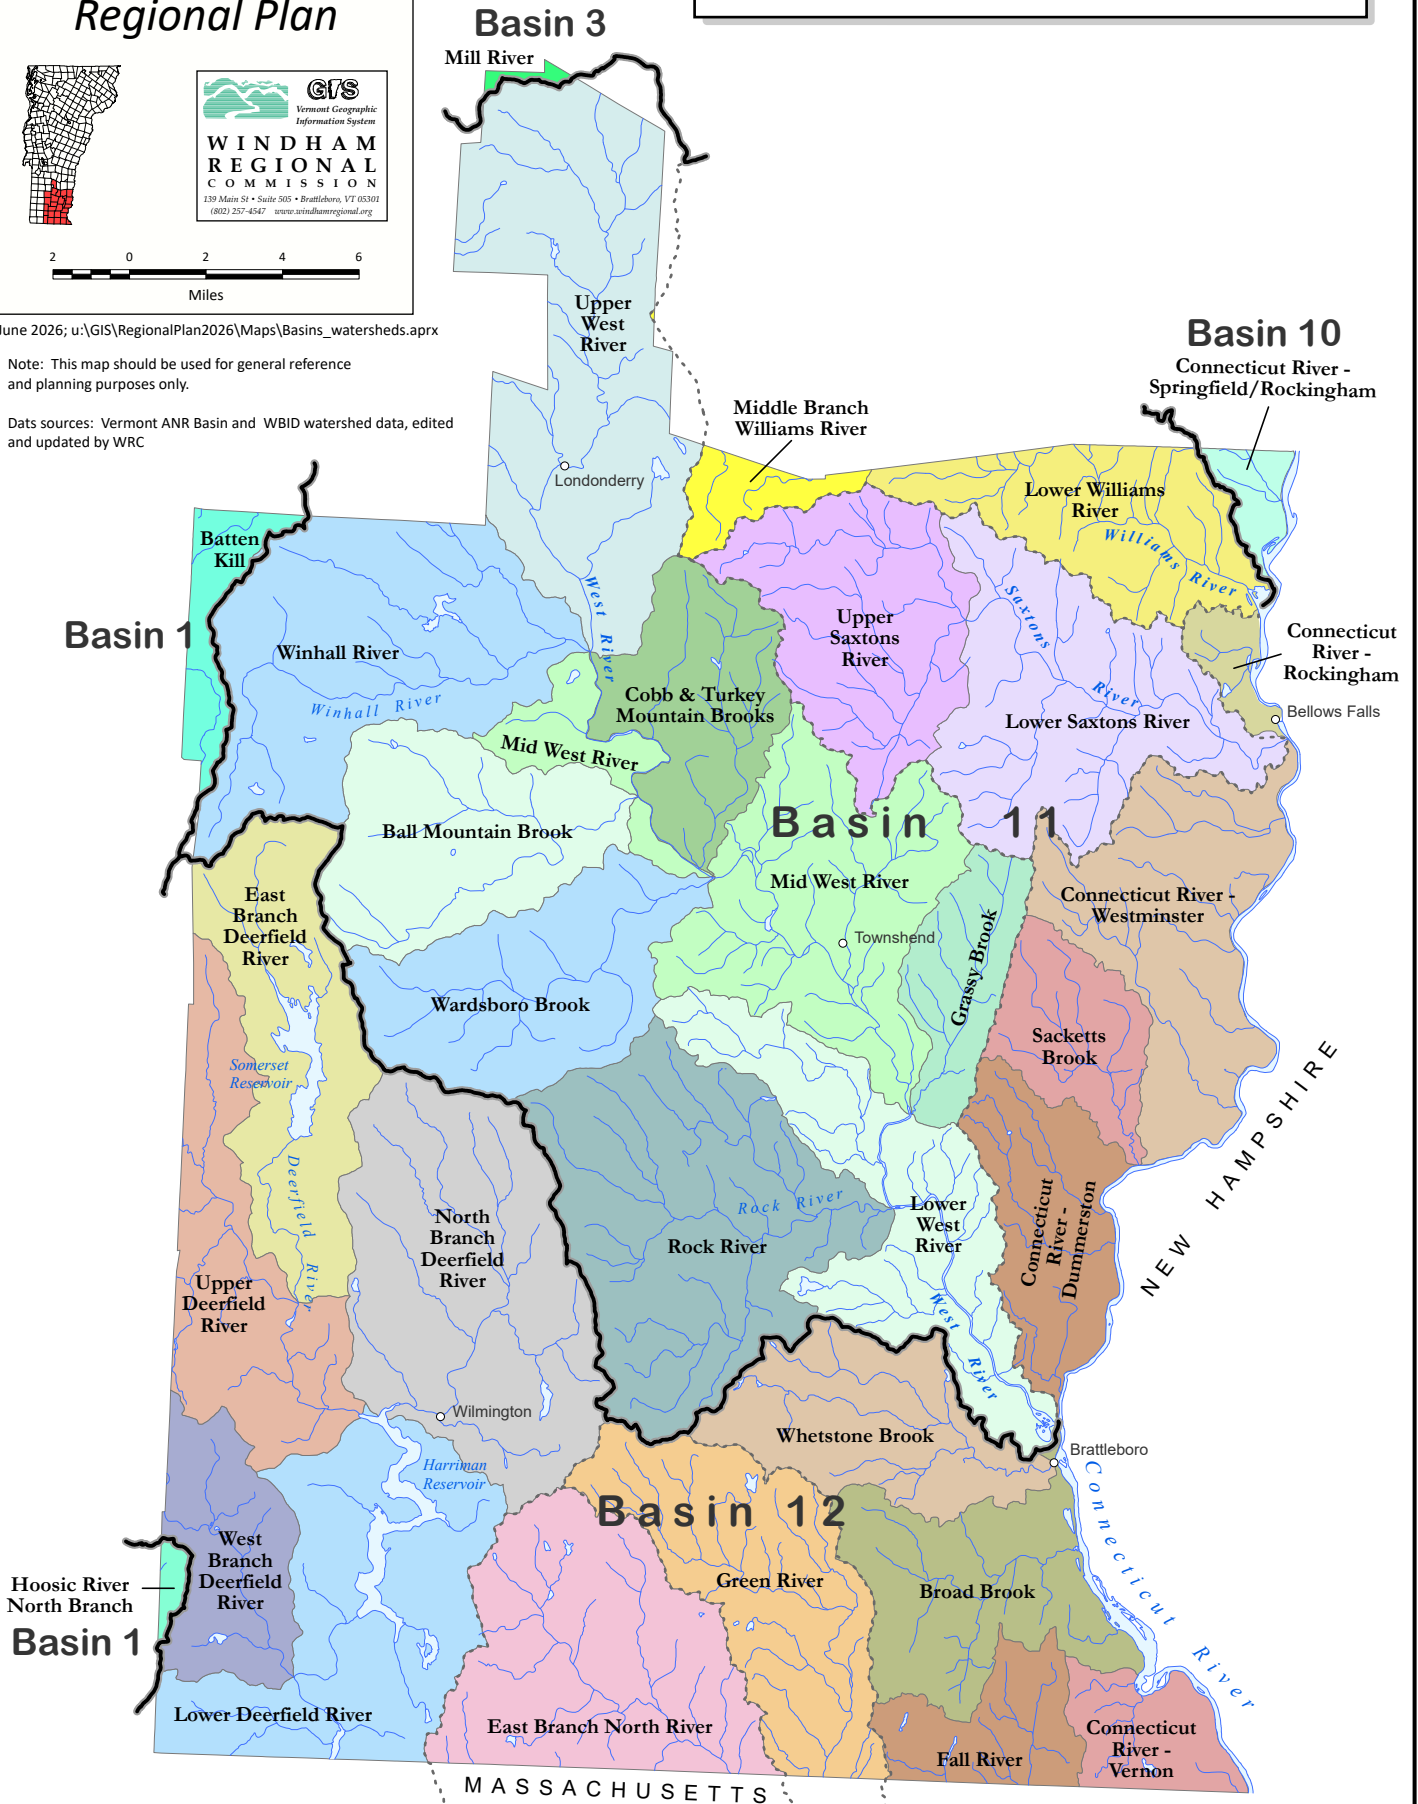 Regional Plan
GIS
Vermont Geographic
Information System
WINDHAM
REGIONAL
COMMISSION
139 Main St • Suite 505 • Brattleboro, VT 05301
(802) 257-4547 www.windhamregional.org
2 0 2 4 6
Miles
June 2026; u:\GIS\RegionalPlan2026\Maps\Basins_watersheds.aprx
Note: This map should be used for general reference
and planning purposes only.
Dats sources: Vermont ANR Basin and WBID watershed data, edited
and updated by WRC
Basin 3
Mill River
Upper
West
River
Londonderry
Middle Branch
Williams River
Basin 10
Connecticut River -
Springfield/Rockingham
Lower Williams
River
Williams River
Batten
Kill
Basin 1
Winhall River
Winhall River
West River
Cobb & Turkey
Mountain Brooks
Upper
Saxtons
River
Saxtons
River
Lower Saxtons River
Connecticut
River -
Rockingham
Bellows Falls
Mid West River
Ball Mountain Brook
Basin 11
Mid West River
Townshend
Grassy Brook
Connecticut River -
Westminster
East
Branch
Deerfield
River
Wardsboro Brook
Sacketts
Brook
Somerset
Reservoir
Deerfield
River
North
Branch
Deerfield
River
Rock River
Rock River
Lower
West
River
Connecticut
River -
Dummerston
NEW HAMPSHIRE
Upper
Deerfield
River
West
River
Wilmington
Whetstone Brook
Brattleboro
Harriman
Reservoir
Basin 12
Connecticut River
West
Branch
Deerfield
River
Hoosic River
North Branch
Basin 1
Green River
Broad Brook
Lower Deerfield River
East Branch North River
Fall River
Connecticut
River -
Vernon
MASSACHUSETTS